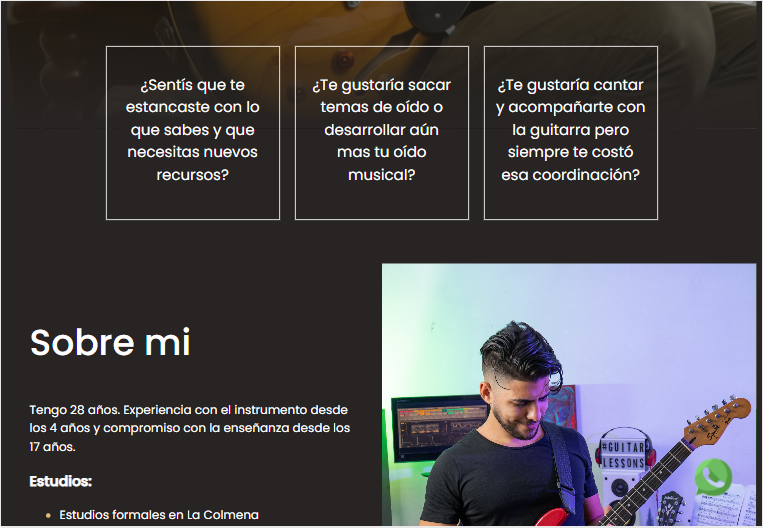 ¿Sentís que te
estancaste con lo
que sabes y que
necesitas nuevos
recursos?
¿Te gustaría sacar
temas de oído o
desarrollar aún
mas tu oído
musical?
¿Te gustaría cantar
y acompañarte con
la guitarra pero
siempre te costó
esa coordinación?
Sobre mi
Tengo 28 años. Experiencia con el instrumento desde
los 4 años y compromiso con la enseñanza desde los
17 años.
Estudios:
Estudios formales en La Colmena
#GUITAR
LESSONS